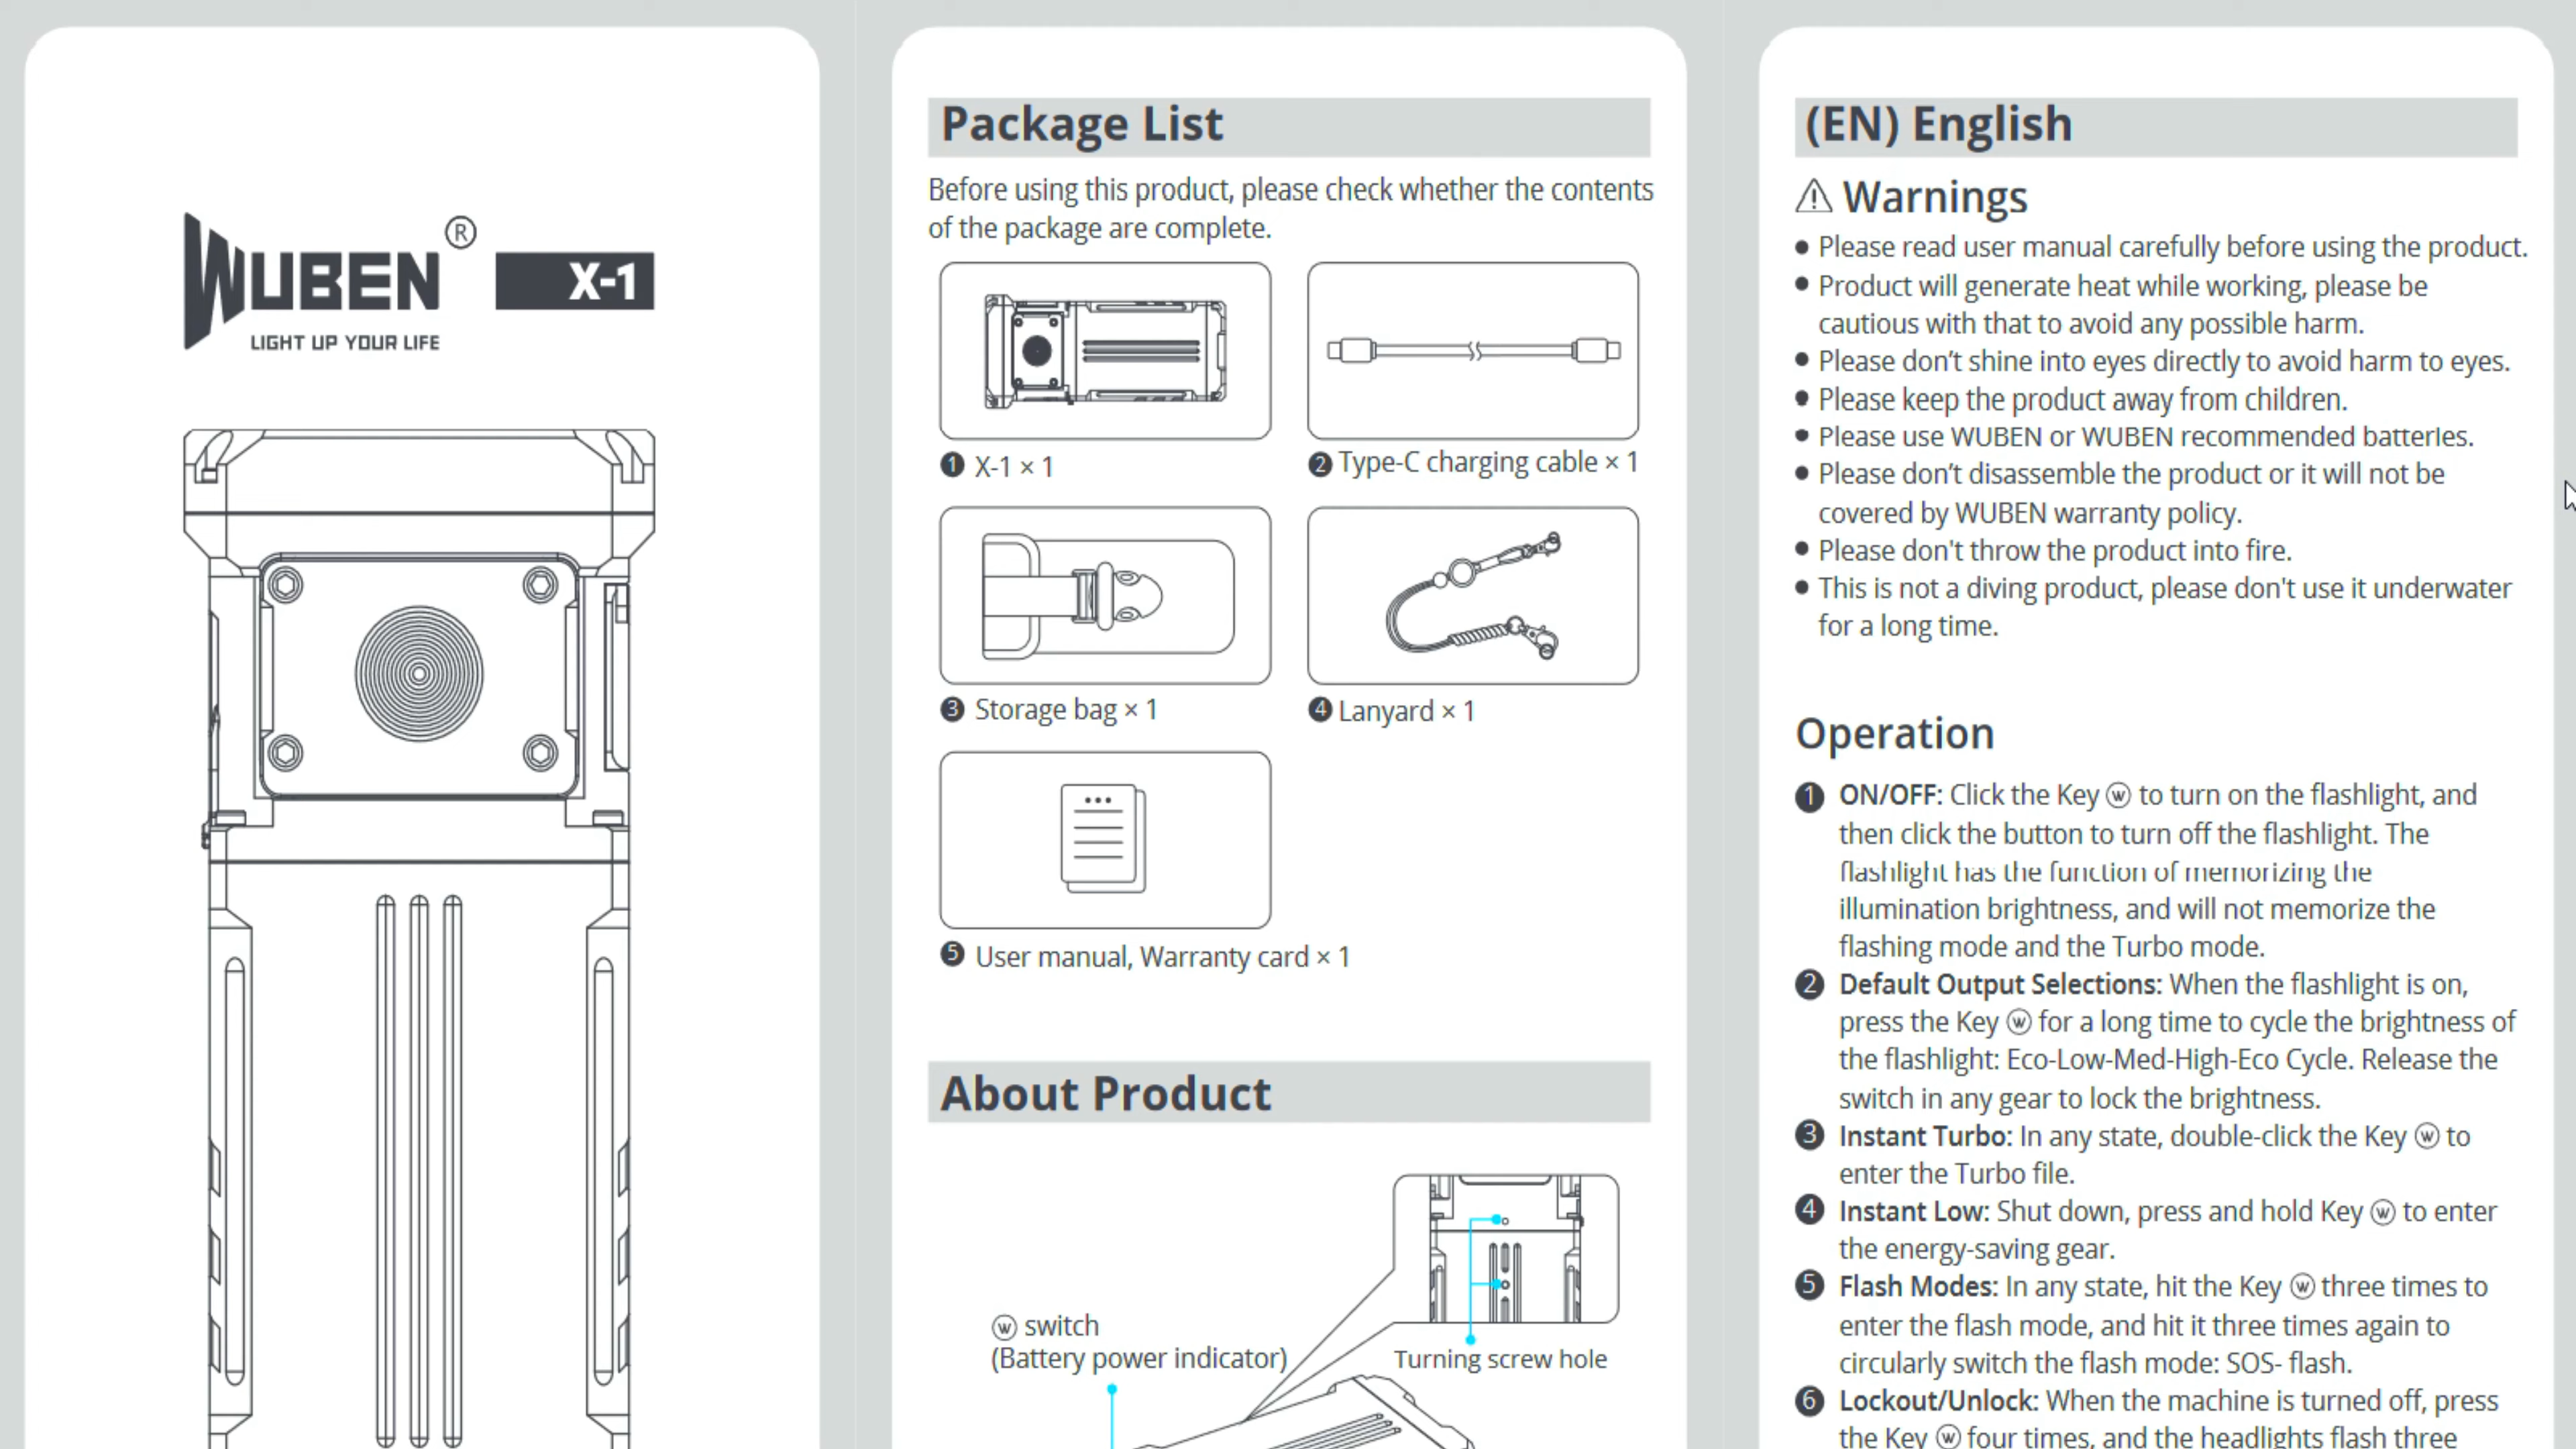 WUBEN ® X-1
LIGHT UP YOUR LIFE
Package List
Before using this product, please check whether the contents
of the package are complete.
1 X-1 × 1
2 Type-C charging cable × 1
3 Storage bag × 1
4 Lanyard × 1
5 User manual, Warranty card × 1
About Product
W switch
(Battery power indicator)
Turning screw hole
(EN) English
Warnings
● Please read user manual carefully before using the product.
● Product will generate heat while working, please be
cautious with that to avoid any possible harm.
● Please don’t shine into eyes directly to avoid harm to eyes.
● Please keep the product away from children.
● Please use WUBEN or WUBEN recommended batteries.
● Please don’t disassemble the product or it will not be
covered by WUBEN warranty policy.
● Please don't throw the product into fire.
● This is not a diving product, please don't use it underwater
for a long time.
Operation
1 ON/OFF: Click the Key W to turn on the flashlight, and
then click the button to turn off the flashlight. The
flashlight has the function of memorizing the
illumination brightness, and will not memorize the
flashing mode and the Turbo mode.
2 Default Output Selections: When the flashlight is on,
press the Key W for a long time to cycle the brightness of
the flashlight: Eco-Low-Med-High-Eco Cycle. Release the
switch in any gear to lock the brightness.
3 Instant Turbo: In any state, double-click the Key W to
enter the Turbo file.
4 Instant Low: Shut down, press and hold Key W to enter
the energy-saving gear.
5 Flash Modes: In any state, hit the Key W three times to
enter the flash mode, and hit it three times again to
circularly switch the flash mode: SOS- flash.
6 Lockout/Unlock: When the machine is turned off, press
the Key W four times, and the headlights flash three